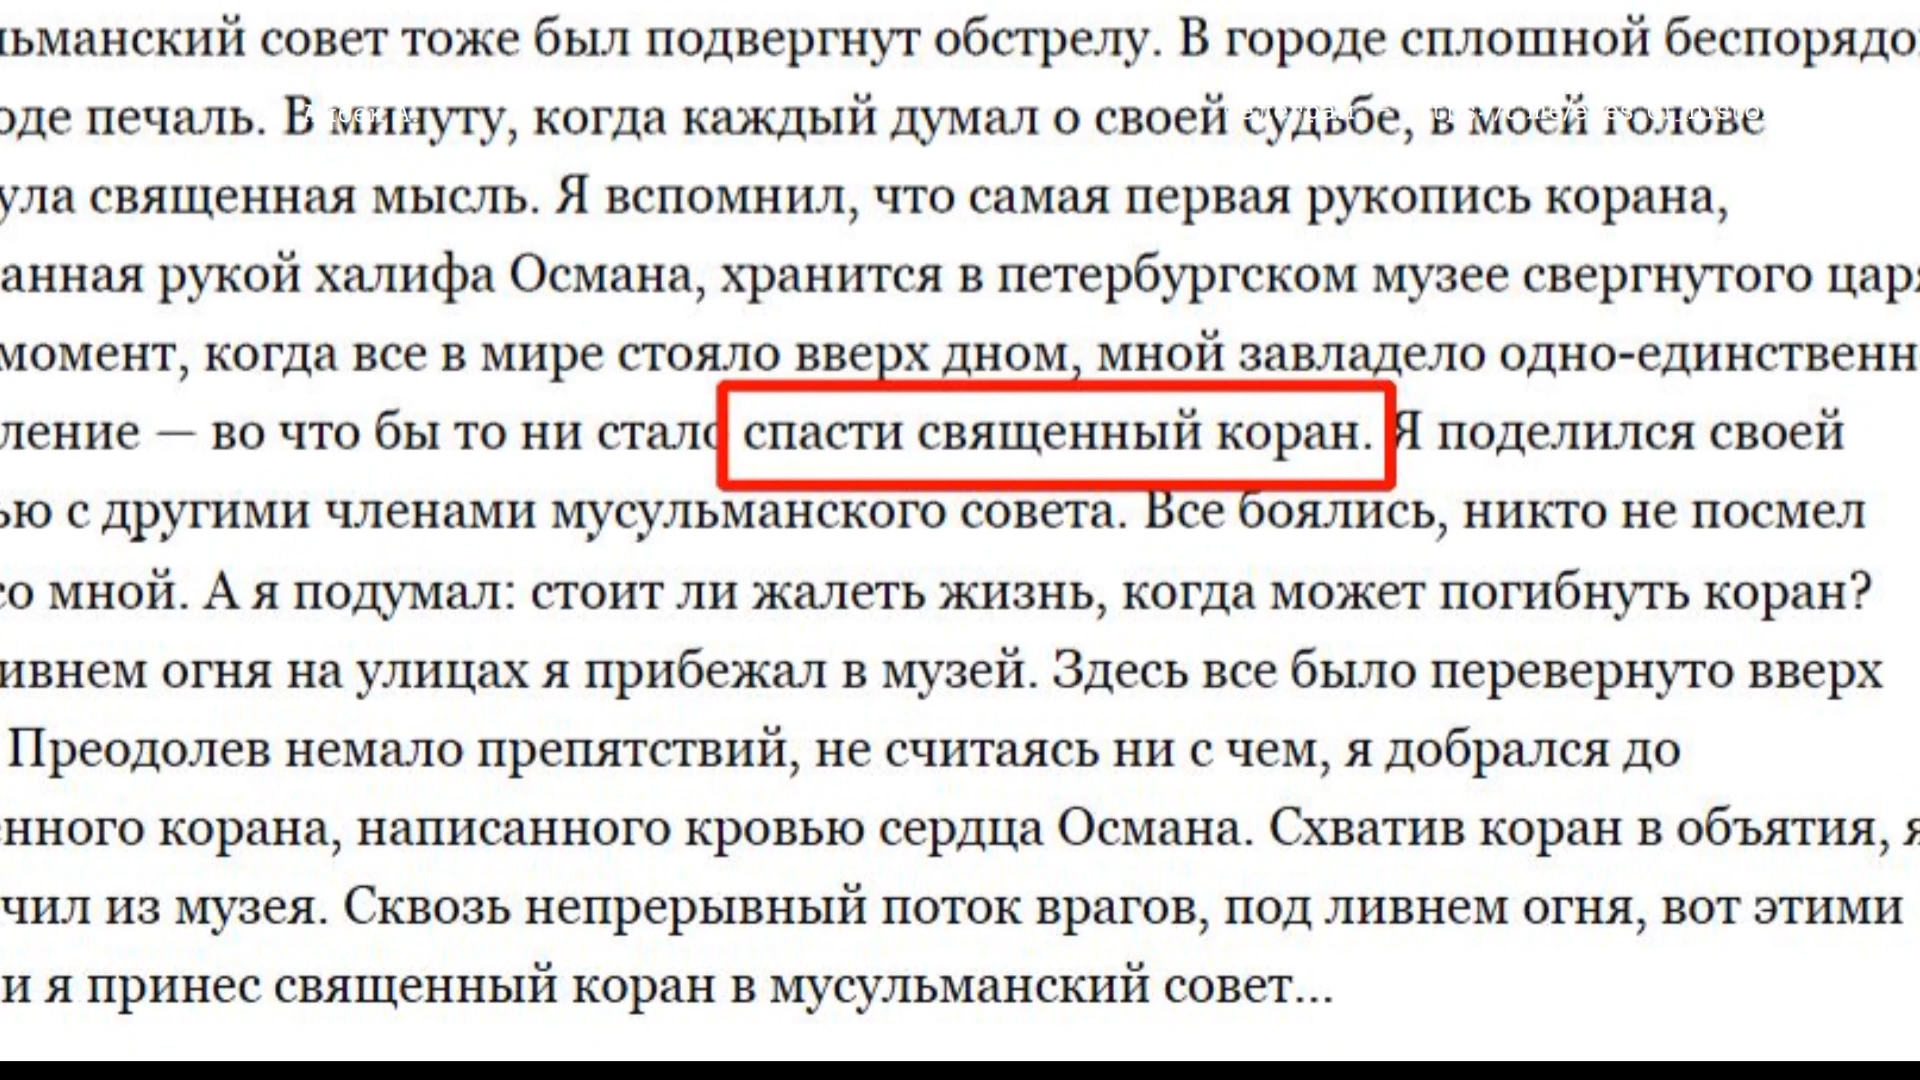 льманский совет тоже был подвергнут обстрелу. В городе сплошной беспорядо
оде печаль. В минуту, когда каждый думал о своей судьбе, в моей голове
ула священная мысль. Я вспомнил, что самая первая рукопись корана,
анная рукой халифа Османа, хранится в петербургском музее свергнутого царя
момент, когда все в мире стояло вверх дном, мной завладело одно-единственн
ление — во что бы то ни стало спасти священный коран. Я поделился своей
ью с другими членами мусульманского совета. Все боялись, никто не посмел
со мной. А я подумал: стоит ли жалеть жизнь, когда может погибнуть коран?
ивнем огня на улицах я прибежал в музей. Здесь все было перевернуто вверх
Преодолев немало препятствий, не считаясь ни с чем, я добрался до
енного корана, написанного кровью сердца Османа. Схватив коран в объятия, я
чил из музея. Сквозь непрерывный поток врагов, под ливнем огня, вот этими
и я принес священный коран в мусульманский совет...